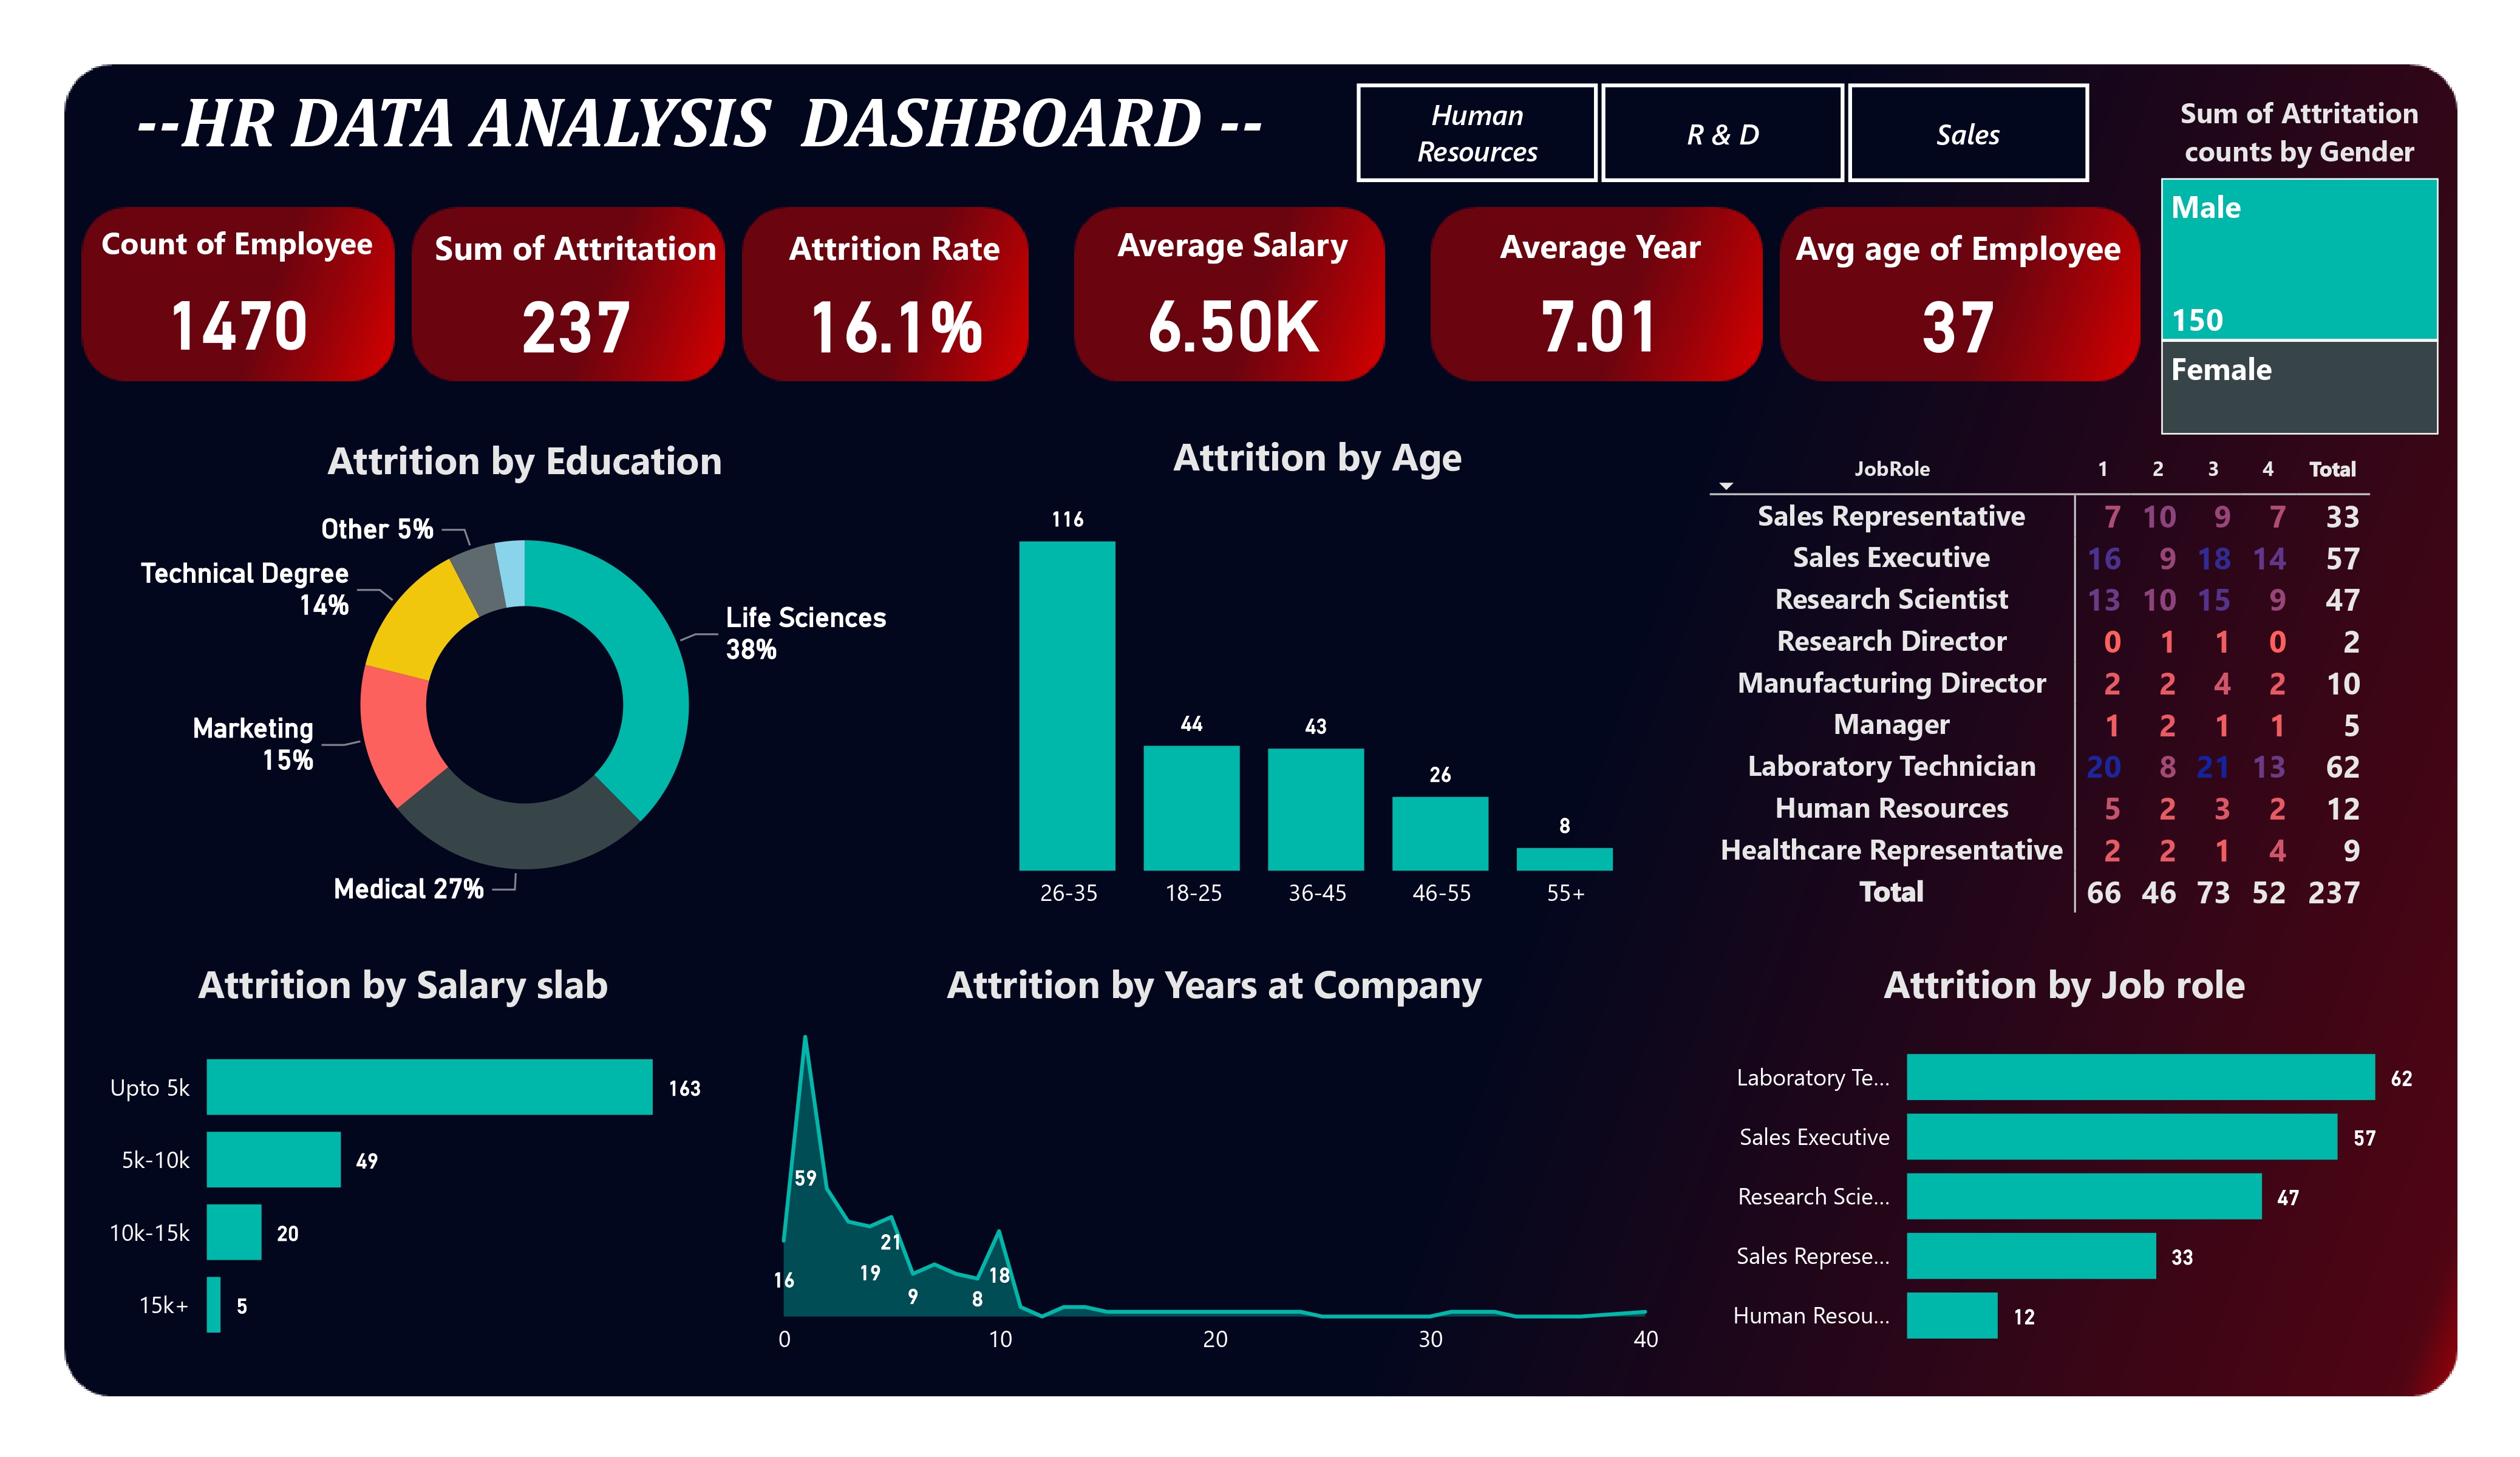 --HR DATA ANALYSIS  DASHBOARD --
Human
Resources
R & D
Sales
Sum of Attritation
counts by Gender
Male
150
Female
Count of Employee
1470
Sum of Attritation
237
Attrition Rate
16.1%
Average Salary
6.50K
Average Year
7.01
Avg age of Employee
37
Attrition by Education
Other 5%
Technical Degree
14%
Life Sciences
38%
Marketing
15%
Medical 27%
Attrition by Age
116
44
43
26
8
26-35 18-25 36-45 46-55 55+
JobRole 1 2 3 4 Total
Sales Representative 7 10 9 7 33
Sales Executive 16 9 18 14 57
Research Scientist 13 10 15 9 47
Research Director 0 1 1 0 2
Manufacturing Director 2 2 4 2 10
Manager 1 2 1 1 5
Laboratory Technician 20 8 21 13 62
Human Resources 5 2 3 2 12
Healthcare Representative 2 2 1 4 9
Total 66 46 73 52 237
Attrition by Salary slab
Upto 5k 163
5k-10k 49
10k-15k 20
15k+ 5
Attrition by Years at Company
59
21
16 19 18
9 8
0 10 20 30 40
Attrition by Job role
Laboratory Te... 62
Sales Executive 57
Research Scie... 47
Sales Represe... 33
Human Resou... 12